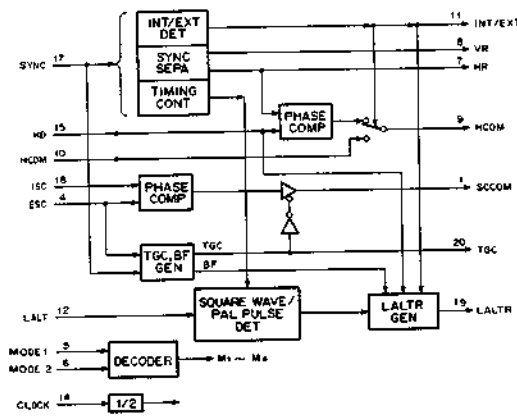 INT/EXT DET
SYNC SEPA
TIMING CONT
11 INT/EXT
8 VR
7 HR
SYNC 17
PHASE COMP
9 HCOM
HD 15
HCOM 10
ISC 18
ESC 4
PHASE COMP
1 SCCOM
TGC, BF GEN
TGC
BF
20 TGC
LALT 12
SQUARE WAVE/ PAL PULSE DET
LALTR GEN
19 LALTR
MODE 1 5
MODE 2 6
DECODER
CLOCK 14
1/2